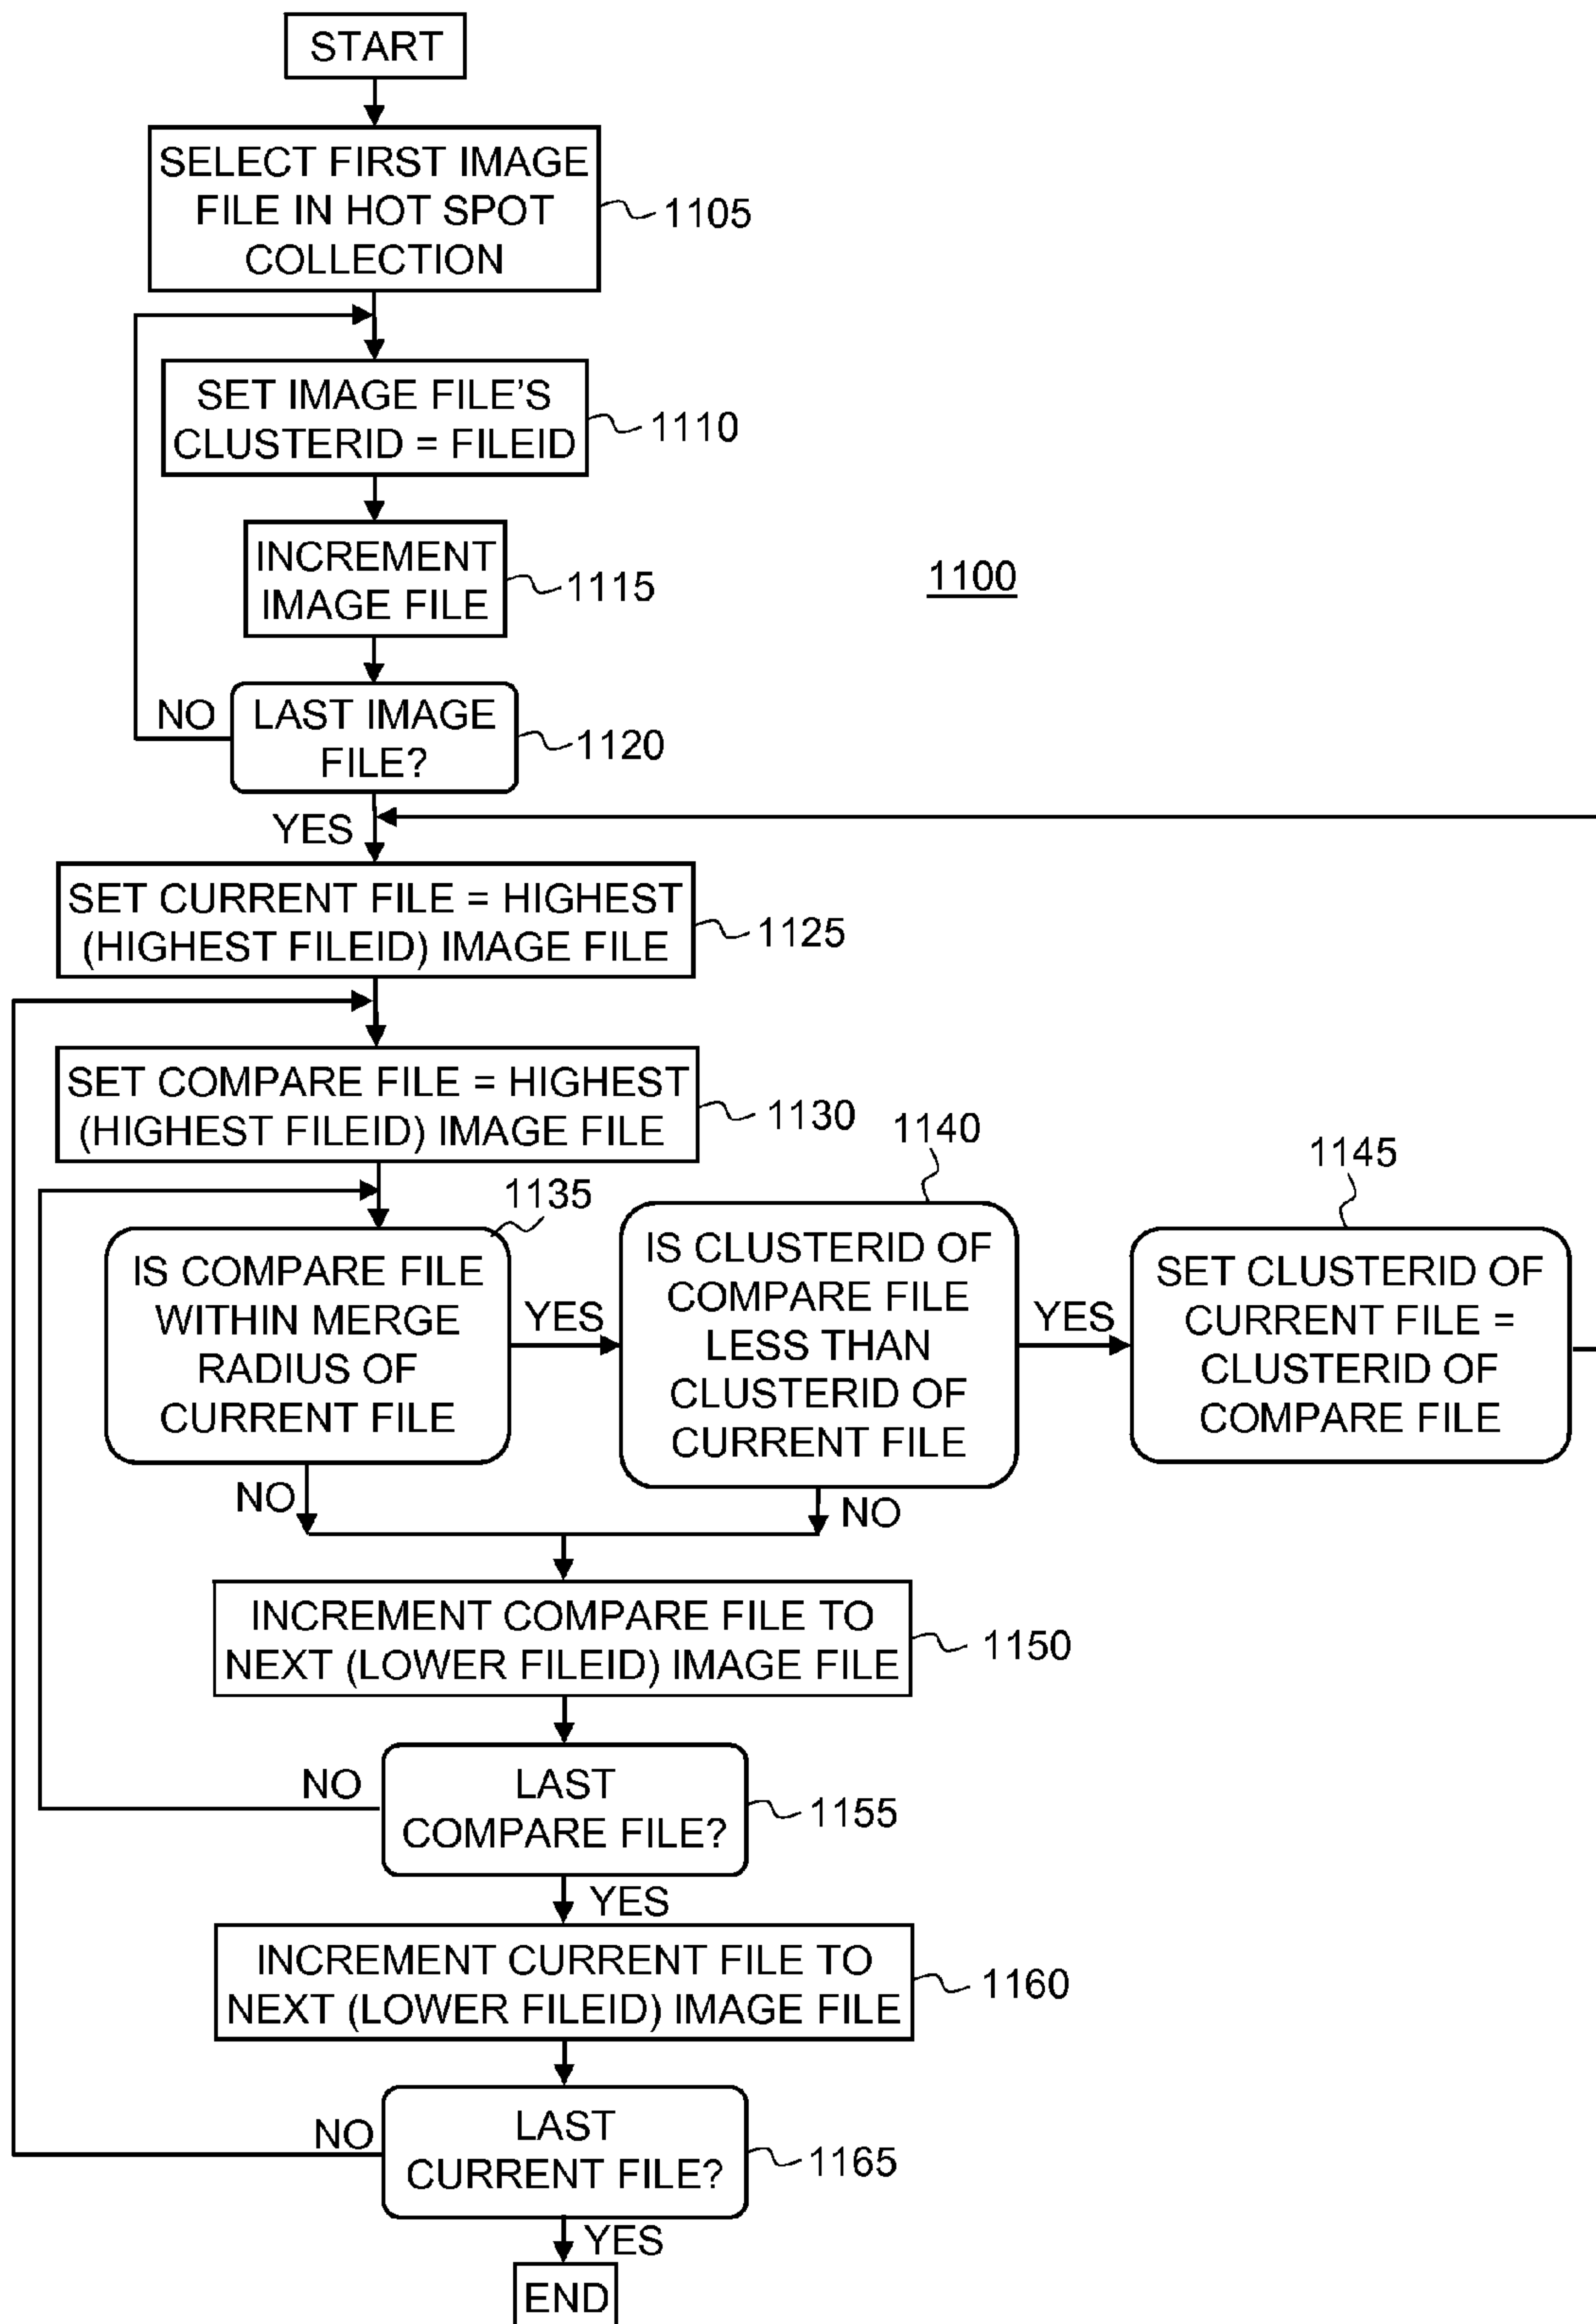 START
SELECT FIRST IMAGE
FILE IN HOT SPOT
COLLECTION
1105
SET IMAGE FILE'S
CLUSTERID = FILEID
1110
INCREMENT
IMAGE FILE
1115
1100
LAST IMAGE
FILE?
1120
NO
YES
SET CURRENT FILE = HIGHEST
(HIGHEST FILEID) IMAGE FILE
1125
SET COMPARE FILE = HIGHEST
(HIGHEST FILEID) IMAGE FILE
1130
1135
IS COMPARE FILE
WITHIN MERGE
RADIUS OF
CURRENT FILE
YES
NO
1140
IS CLUSTERID OF
COMPARE FILE
LESS THAN
CLUSTERID OF
CURRENT FILE
YES
NO
1145
SET CLUSTERID OF
CURRENT FILE =
CLUSTERID OF
COMPARE FILE
INCREMENT COMPARE FILE TO
NEXT (LOWER FILEID) IMAGE FILE
1150
NO
LAST
COMPARE FILE?
1155
YES
INCREMENT CURRENT FILE TO
NEXT (LOWER FILEID) IMAGE FILE
1160
NO
LAST
CURRENT FILE?
1165
YES
END